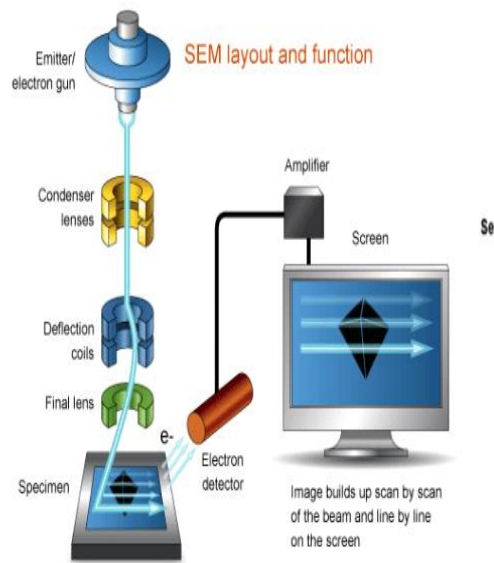 SEM layout and function
Emitter/
electron gun
Condenser
lenses
Deflection
coils
Final lens
Specimen
e-
Electron
detector
Amplifier
Screen
Image builds up scan by scan
of the beam and line by line
on the screen
Se